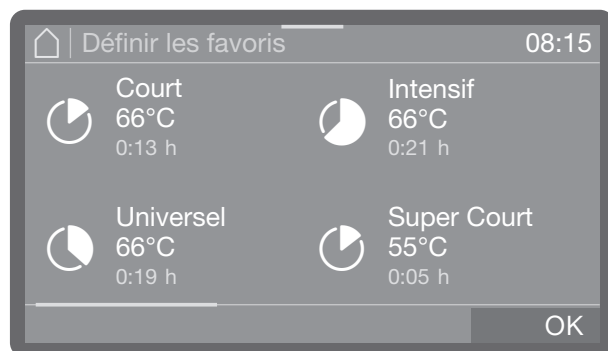 Définir les favoris 08:15
Court
66°C
0:13 h
Intensif
66°C
0:21 h
Universel
66°C
0:19 h
Super Court
55°C
0:05 h
OK